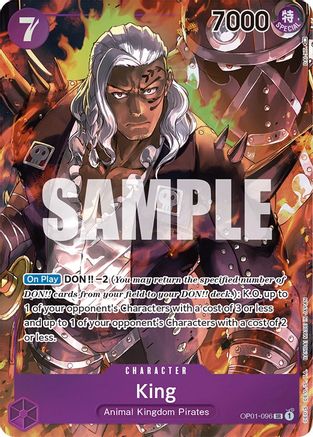 7
7000
特
SPECIAL
SAMPLE
On Play DON!! −2 (You may return the specified number of
DON!! cards from your field to your DON!! deck.): K.O. up to
1 of your opponent's Characters with a cost of 3 or less
and up to 1 of your opponent's Characters with a cost of 2
or less.
CHARACTER
King
Animal Kingdom Pirates
OP01-096 SR 1